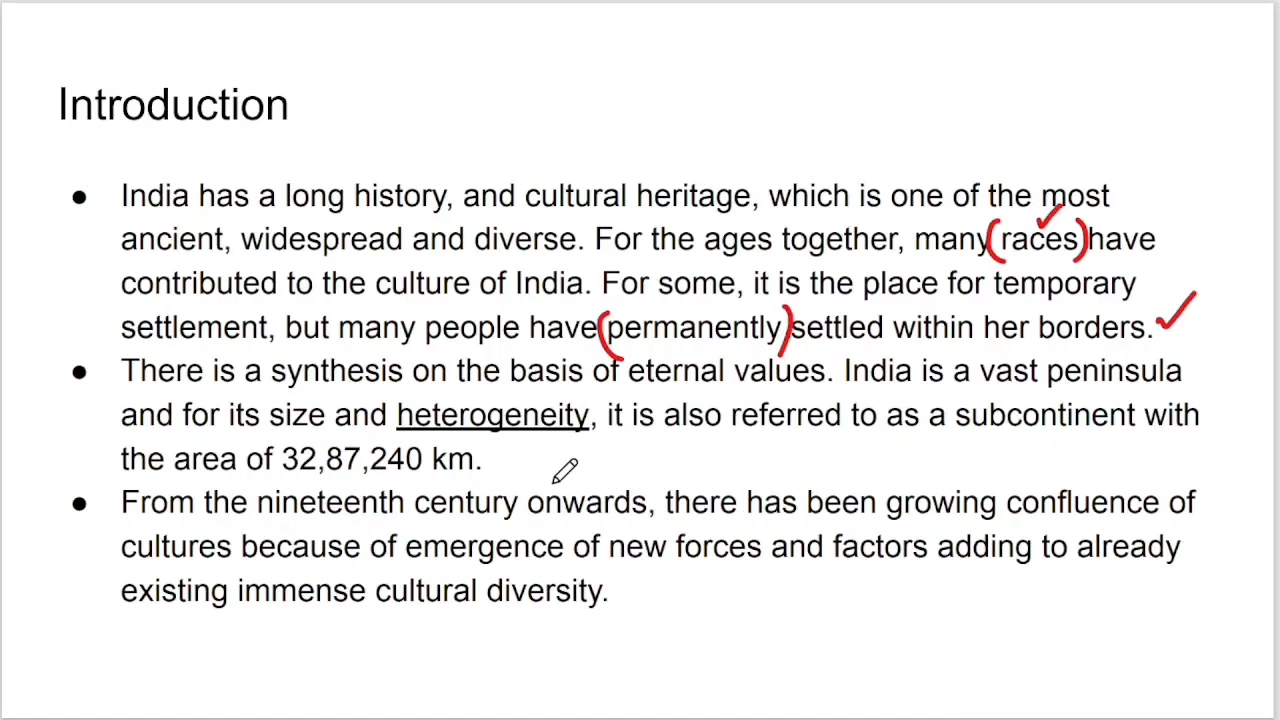 Introduction
● India has a long history, and cultural heritage, which is one of the most
ancient, widespread and diverse. For the ages together, many (races) have
contributed to the culture of India. For some, it is the place for temporary
settlement, but many people have (permanently) settled within her borders.
● There is a synthesis on the basis of eternal values. India is a vast peninsula
and for its size and heterogeneity, it is also referred to as a subcontinent with
the area of 32,87,240 km.
● From the nineteenth century onwards, there has been growing confluence of
cultures because of emergence of new forces and factors adding to already
existing immense cultural diversity.